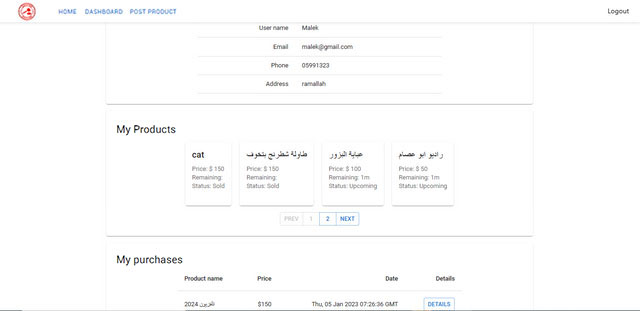 HOME DASHBOARD POST PRODUCT Logout
User name Malek
Email malek@gmail.com
Phone 05991323
Address ramallah
My Products
cat
Price: $ 150
Remaining:
Status: Sold
طاولة شطرنج بتخوف
Price: $ 150
Remaining:
Status: Sold
عباية البزور
Price: $ 100
Remaining: 1m
Status: Upcoming
راديو ابو عصام
Price: $ 50
Remaining: 1m
Status: Upcoming
PREV 1 2 NEXT
My purchases
Product name Price Date Details
تلفزيون 2024 $150 Thu, 05 Jan 2023 07:26:36 GMT DETAILS